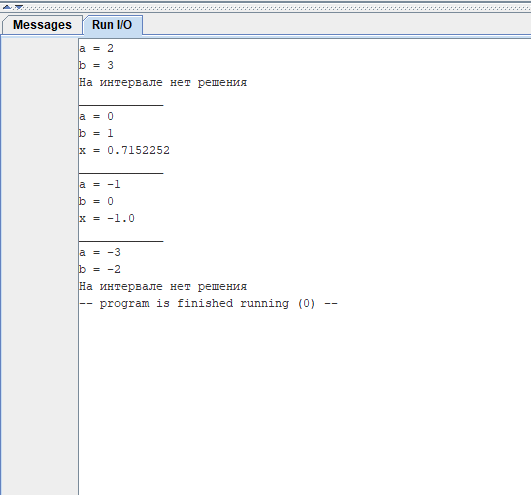 Messages Run I/O
a = 2
b = 3
На интервале нет решения
____________
a = 0
b = 1
x = 0.7152252
____________
a = -1
b = 0
x = -1.0
____________
a = -3
b = -2
На интервале нет решения
-- program is finished running (0) --